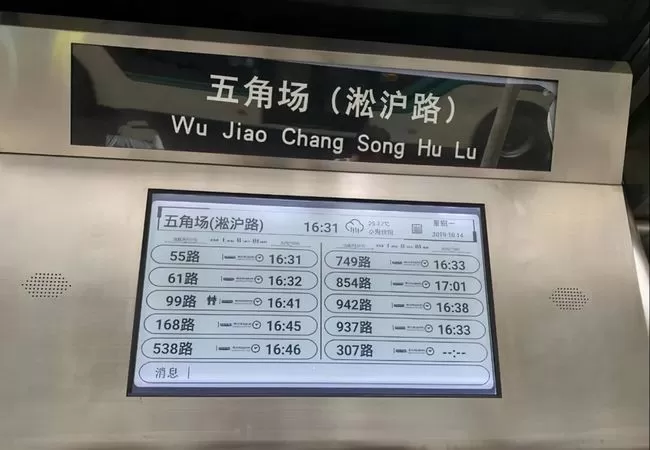 五角场（淞沪路）
Wu Jiao Chang Song Hu Lu
五角场(淞沪路) 16:31 星期一
55路 16:31
61路 16:32
99路 16:41
168路 16:45
538路 16:46
749路 16:33
854路 17:01
942路 16:38
937路 16:33
307路 --:--
消息